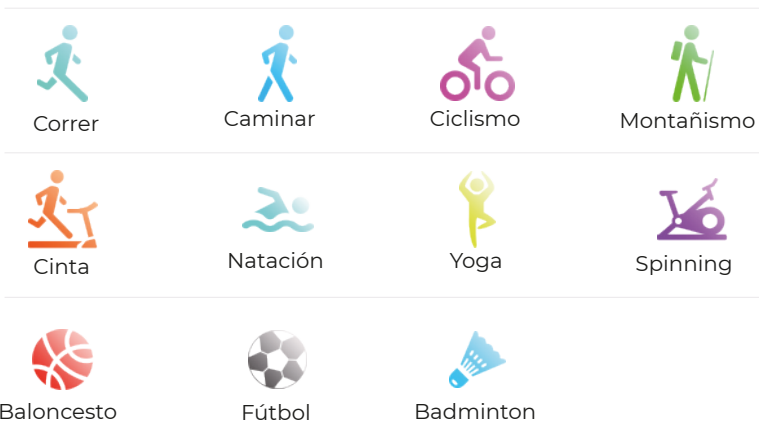 Correr
Caminar
Ciclismo
Montañismo
Cinta
Natación
Yoga
Spinning
Baloncesto
Fútbol
Badminton